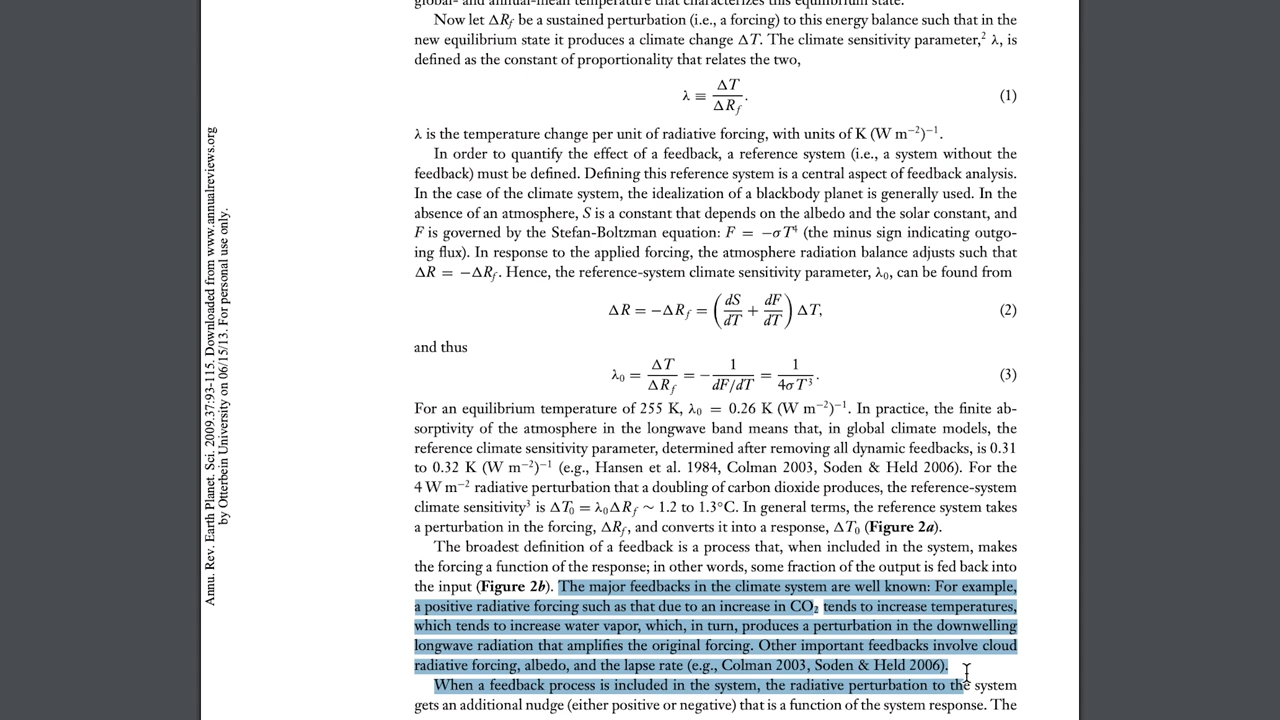 global- and annual-mean temperature that characterizes this equilibrium state.
Now let ΔR_f be a sustained perturbation (i.e., a forcing) to this energy balance such that in the
new equilibrium state it produces a climate change ΔT. The climate sensitivity parameter,² λ, is
defined as the constant of proportionality that relates the two,
λ ≡ ΔT / ΔR_f . (1)
λ is the temperature change per unit of radiative forcing, with units of K (W m⁻²)⁻¹.
In order to quantify the effect of a feedback, a reference system (i.e., a system without the
feedback) must be defined. Defining this reference system is a central aspect of feedback analysis.
In the case of the climate system, the idealization of a blackbody planet is generally used. In the
absence of an atmosphere, S is a constant that depends on the albedo and the solar constant, and
F is governed by the Stefan-Boltzman equation: F = −σT⁴ (the minus sign indicating outgo-
ing flux). In response to the applied forcing, the atmosphere radiation balance adjusts such that
ΔR = −ΔR_f. Hence, the reference-system climate sensitivity parameter, λ₀, can be found from
ΔR = −ΔR_f = (dS/dT + dF/dT) ΔT, (2)
and thus
λ₀ = ΔT / ΔR_f = − 1 / dF/dT = 1 / 4σT³ . (3)
For an equilibrium temperature of 255 K, λ₀ = 0.26 K (W m⁻²)⁻¹. In practice, the finite ab-
sorptivity of the atmosphere in the longwave band means that, in global climate models, the
reference climate sensitivity parameter, determined after removing all dynamic feedbacks, is 0.31
to 0.32 K (W m⁻²)⁻¹ (e.g., Hansen et al. 1984, Colman 2003, Soden & Held 2006). For the
4 W m⁻² radiative perturbation that a doubling of carbon dioxide produces, the reference-system
climate sensitivity³ is ΔT₀ = λ₀ΔR_f ∼ 1.2 to 1.3°C. In general terms, the reference system takes
a perturbation in the forcing, ΔR_f, and converts it into a response, ΔT₀ (Figure 2a).
The broadest definition of a feedback is a process that, when included in the system, makes
the forcing a function of the response; in other words, some fraction of the output is fed back into
the input (Figure 2b). The major feedbacks in the climate system are well known: For example,
a positive radiative forcing such as that due to an increase in CO₂ tends to increase temperatures,
which tends to increase water vapor, which, in turn, produces a perturbation in the downwelling
longwave radiation that amplifies the original forcing. Other important feedbacks involve cloud
radiative forcing, albedo, and the lapse rate (e.g., Colman 2003, Soden & Held 2006).
When a feedback process is included in the system, the radiative perturbation to the system
gets an additional nudge (either positive or negative) that is a function of the system response. The
Annu. Rev. Earth Planet. Sci. 2009.37:93-115. Downloaded from www.annualreviews.org
by Otterbein University on 06/15/13. For personal use only.